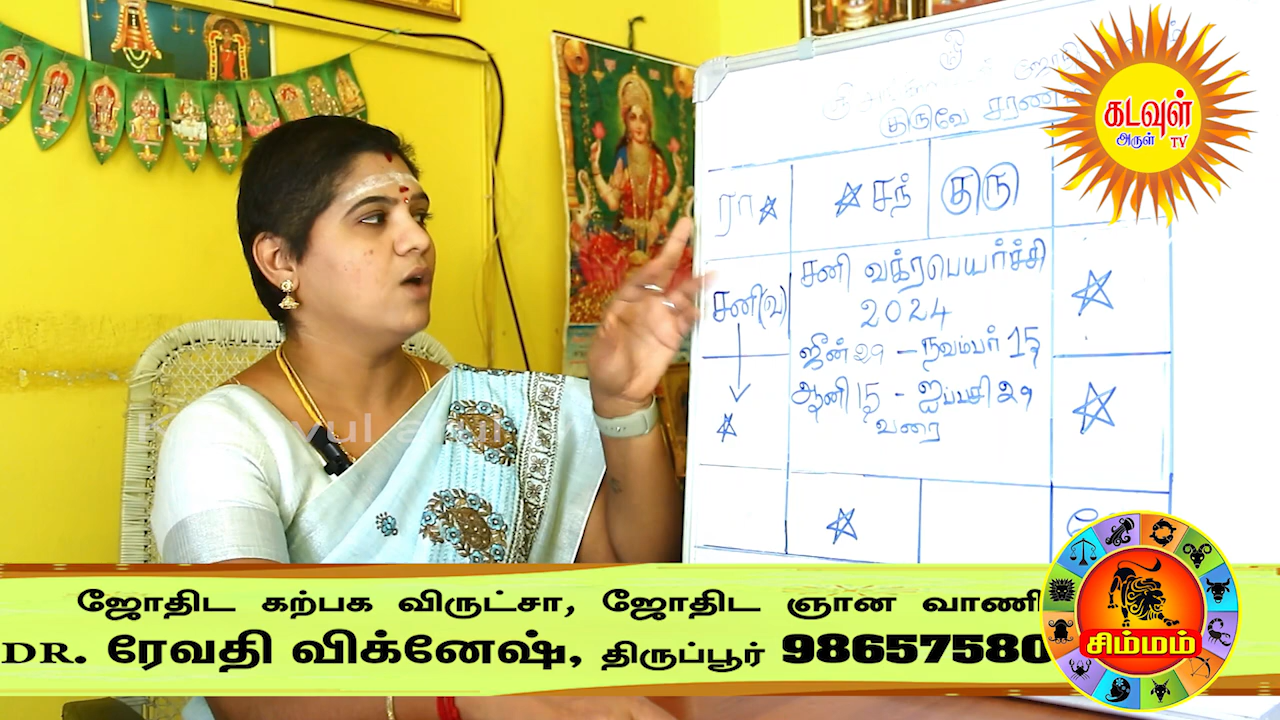 ஸ்ரீ
குருவே சரணம்
கடவுள்
அருள் TV
ரா
சந்
குரு
சனி(வ)
சனி வக்ரபெயர்ச்சி
2024
ஜீன் 29 - நவம்பர் 15
ஆனி 15 - ஐப்பசி 29
வரை
ஜோதிட கற்பக விருட்சா, ஜோதிட ஞான வாணி
DR. ரேவதி விக்னேஷ், திருப்பூர் 98657580
சிம்மம்